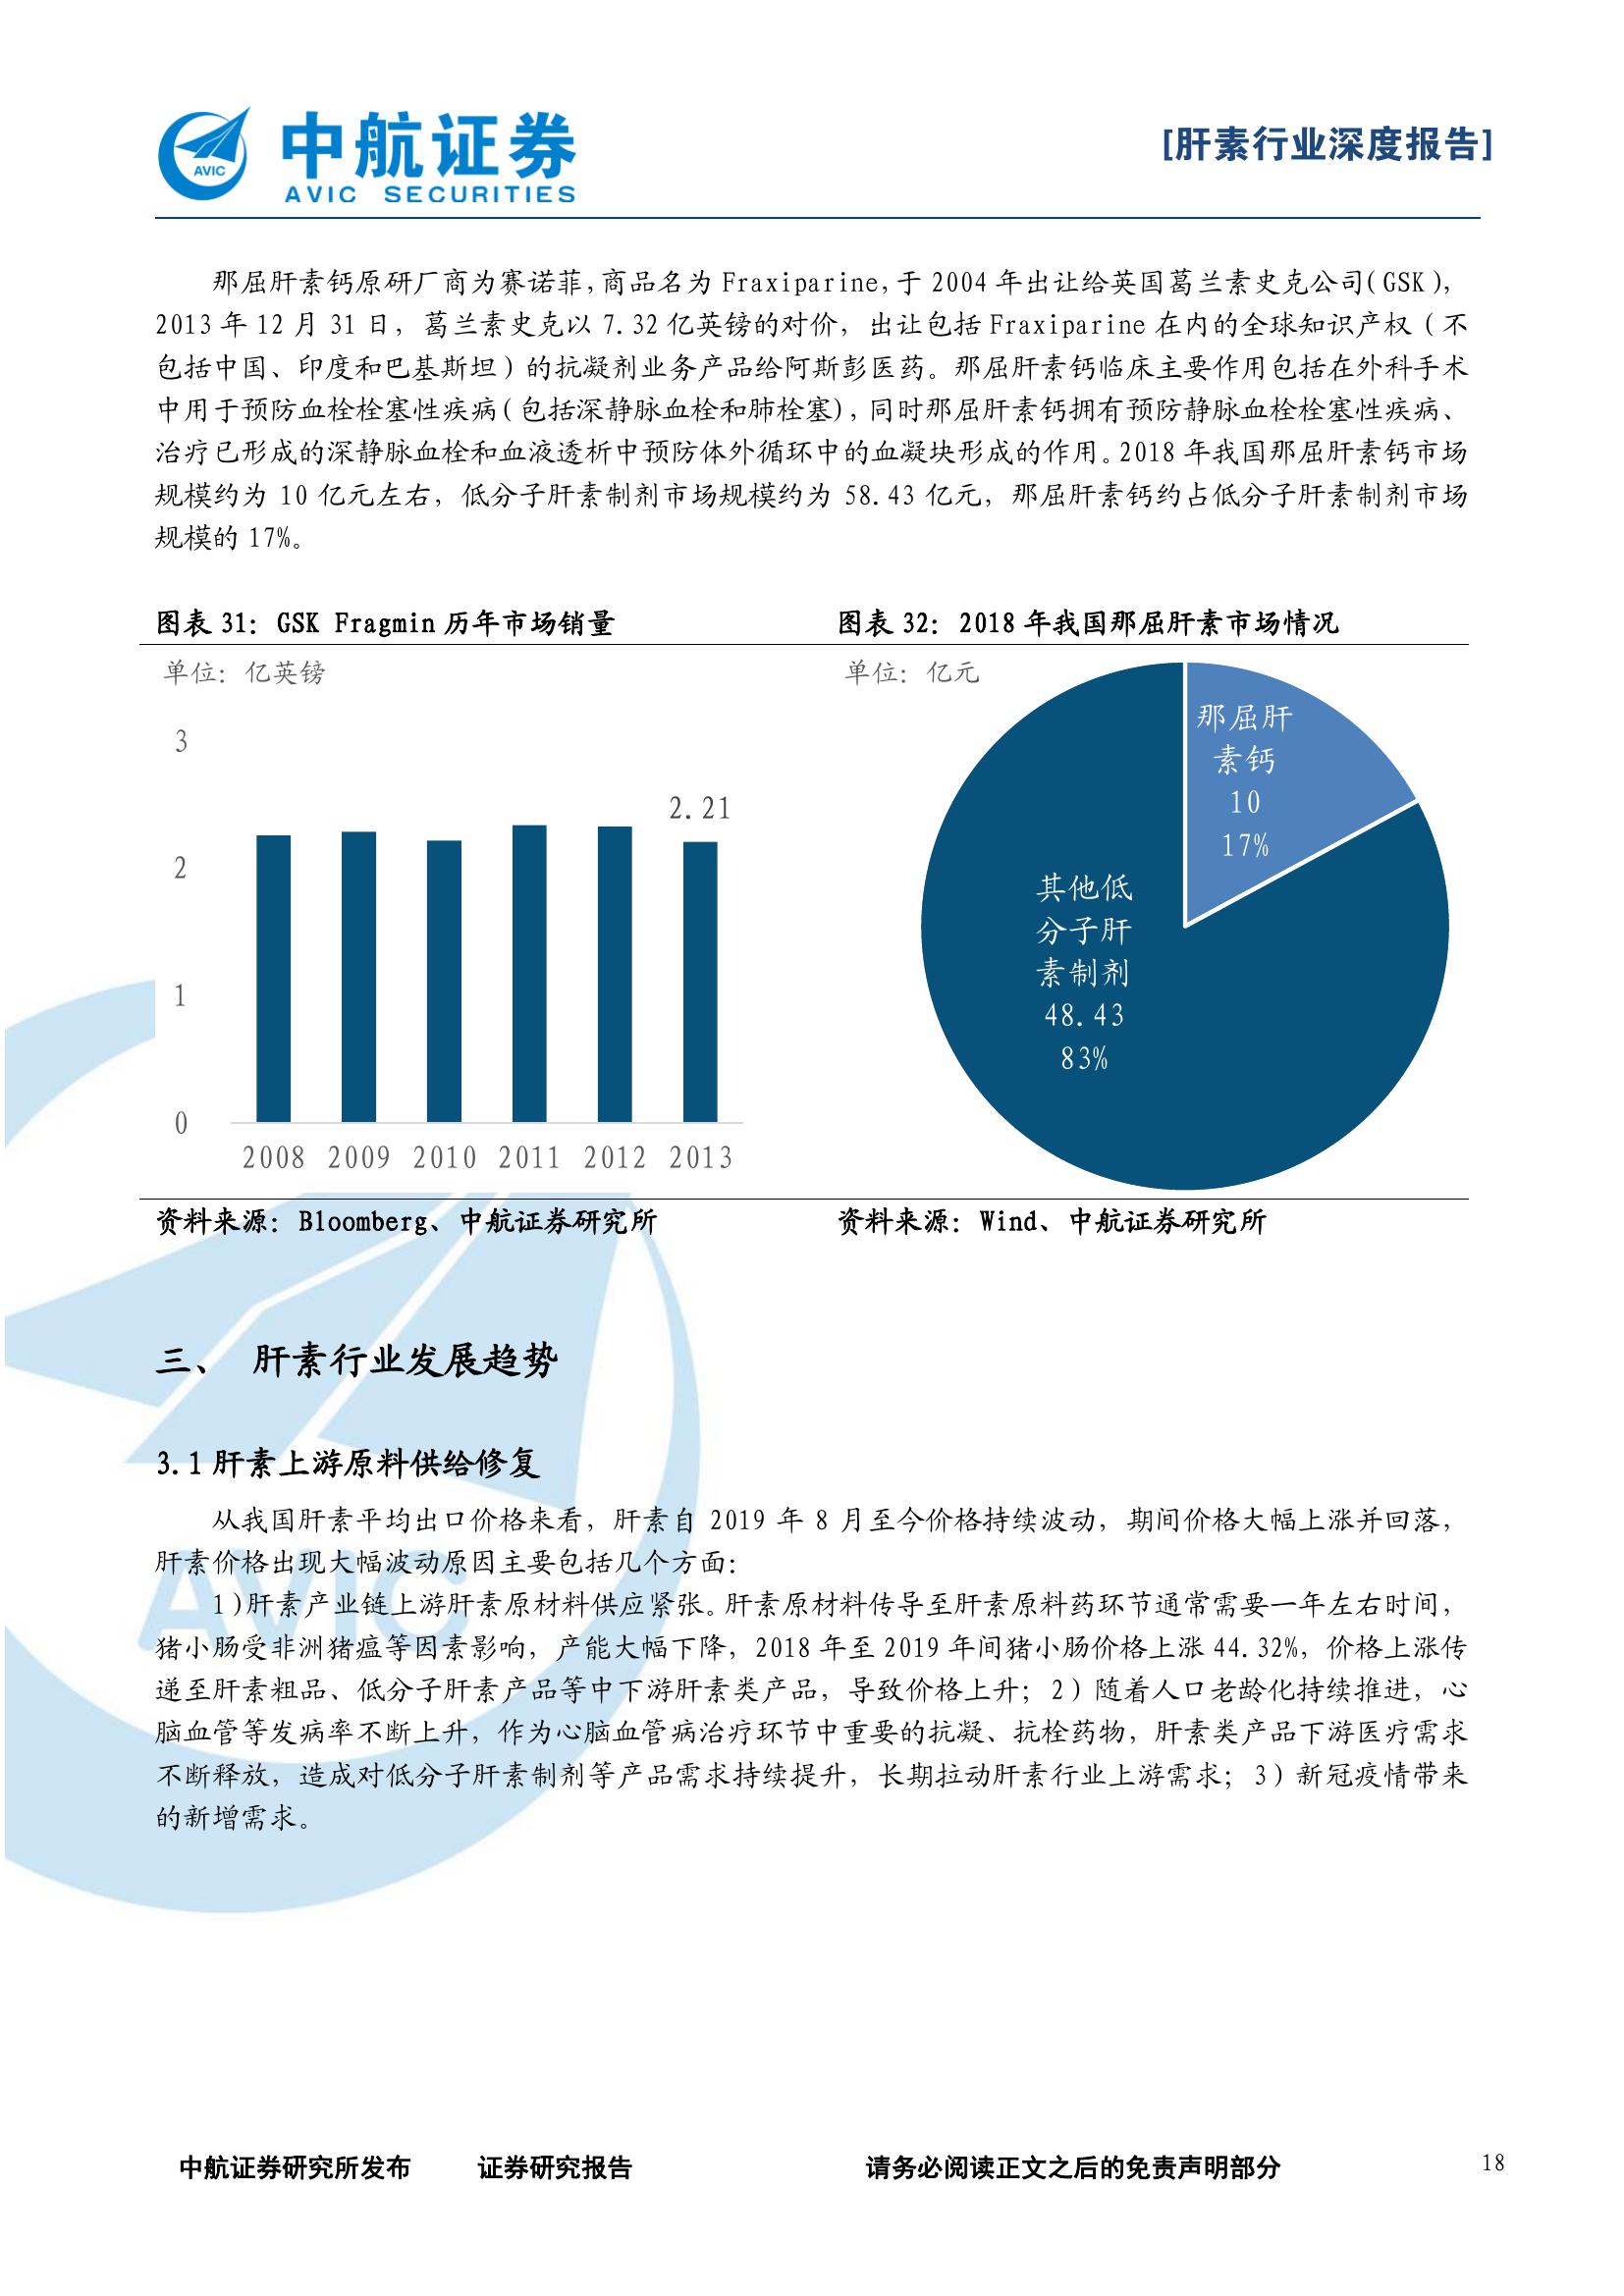 中航证券
AVIC SECURITIES
AVIC
[肝素行业深度报告]
那屈肝素钙原研厂商为赛诺菲,商品名为 Fraxiparine,于 2004 年出让给英国葛兰素史克公司(GSK),
2013 年 12 月 31 日，葛兰素史克以 7.32 亿英镑的对价，出让包括 Fraxiparine 在内的全球知识产权（不
包括中国、印度和巴基斯坦）的抗凝剂业务产品给阿斯彭医药。那屈肝素钙临床主要作用包括在外科手术
中用于预防血栓栓塞性疾病(包括深静脉血栓和肺栓塞),同时那屈肝素钙拥有预防静脉血栓栓塞性疾病、
治疗已形成的深静脉血栓和血液透析中预防体外循环中的血凝块形成的作用。2018 年我国那屈肝素钙市场
规模约为 10 亿元左右，低分子肝素制剂市场规模约为 58.43 亿元，那屈肝素钙约占低分子肝素制剂市场
规模的 17%。
图表 31：GSK Fragmin 历年市场销量
单位：亿英镑
3
2
1
0
2.21
2008 2009 2010 2011 2012 2013
资料来源：Bloomberg、中航证券研究所
图表 32：2018 年我国那屈肝素市场情况
单位：亿元
那屈肝
素钙
10
17%
其他低
分子肝
素制剂
48.43
83%
资料来源：Wind、中航证券研究所
三、 肝素行业发展趋势
3.1 肝素上游原料供给修复
从我国肝素平均出口价格来看，肝素自 2019 年 8 月至今价格持续波动，期间价格大幅上涨并回落，
肝素价格出现大幅波动原因主要包括几个方面：
1)肝素产业链上游肝素原材料供应紧张。肝素原材料传导至肝素原料药环节通常需要一年左右时间，
猪小肠受非洲猪瘟等因素影响，产能大幅下降，2018 年至 2019 年间猪小肠价格上涨 44.32%，价格上涨传
递至肝素粗品、低分子肝素产品等中下游肝素类产品，导致价格上升；2）随着人口老龄化持续推进，心
脑血管等发病率不断上升，作为心脑血管病治疗环节中重要的抗凝、抗栓药物，肝素类产品下游医疗需求
不断释放，造成对低分子肝素制剂等产品需求持续提升，长期拉动肝素行业上游需求；3）新冠疫情带来
的新增需求。
AVIC
中航证券研究所发布 证券研究报告 请务必阅读正文之后的免责声明部分 18